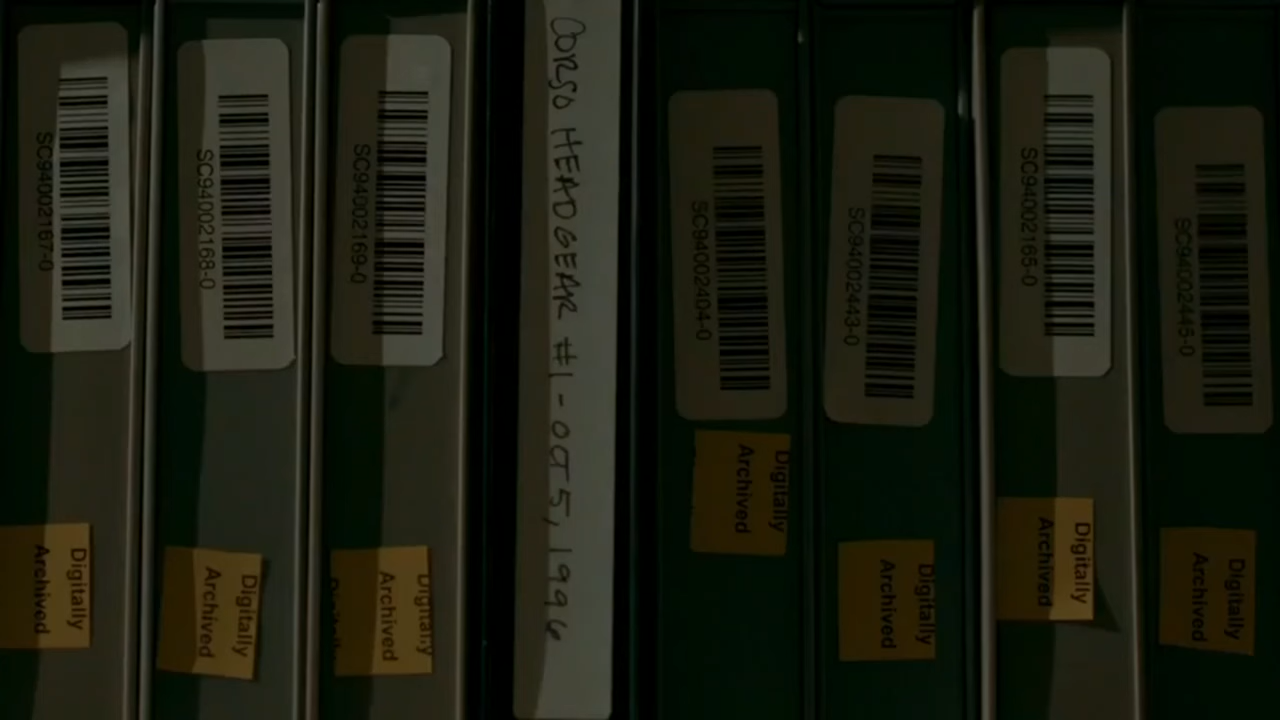 SC94002167-0
Digitally
Archived
SC94002168-0
Digitally
Archived
SC94002169-0
Digitally
Archived
CORSO HEADGEAR #1-OCT 5, 1996
SC94002404-0
Digitally
Archived
SC94002443-0
Digitally
Archived
SC94002165-0
Digitally
Archived
SC94002445-0
Digitally
Archived